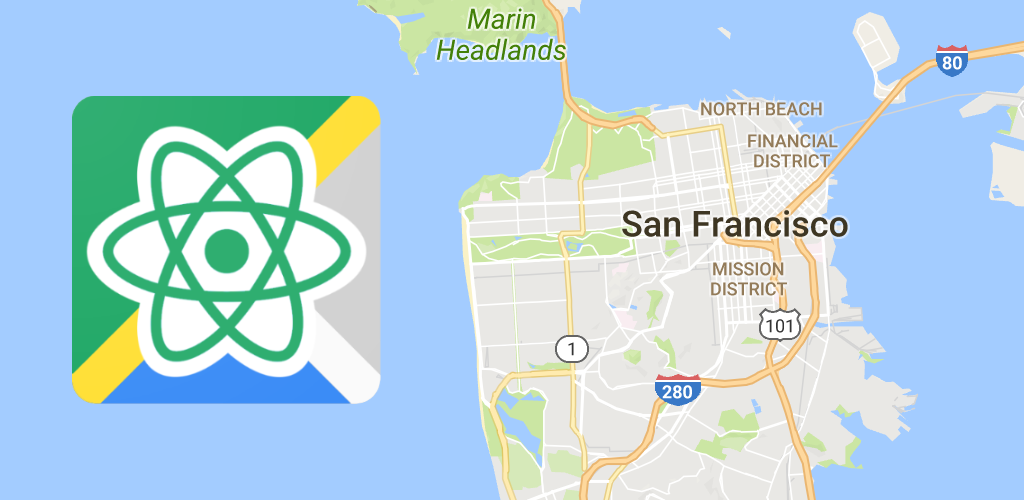 Marin
Headlands
80
NORTH BEACH
FINANCIAL
DISTRICT
San Francisco
MISSION
DISTRICT
101
1
280